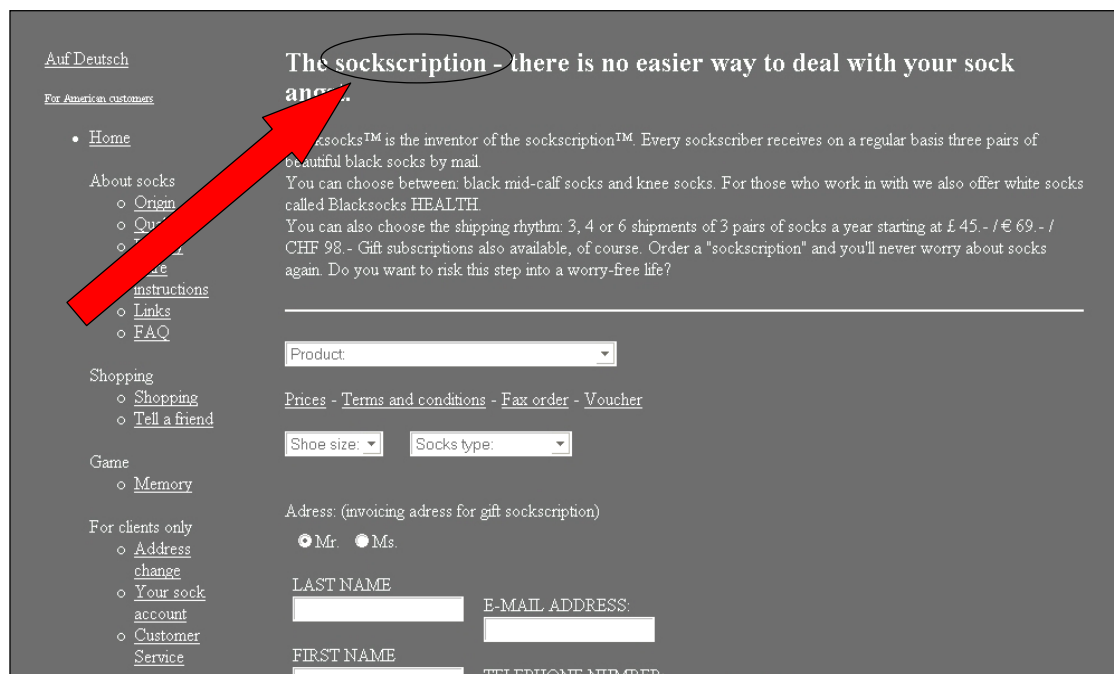 Auf Deutsch
For American customers
Home
About socks
Origin
instructions
Links
FAQ
Shopping
Shopping
Tell a friend
Game
Memory
For clients only
Address
change
Your sock
account
Customer
Service
The sockscription - there is no easier way to deal with your sock
is the inventor of the sockscription™. Every sockscriber receives on a regular basis three pairs of
beautiful black socks by mail.
You can choose between: black mid-calf socks and knee socks. For those who work in with we also offer white socks
called Blacksocks HEALTH.
You can also choose the shipping rhythm: 3, 4 or 6 shipments of 3 pairs of socks a year starting at £ 45.- / € 69.- /
CHF 98.- Gift subscriptions also available, of course. Order a "sockscription" and you'll never worry about socks
again. Do you want to risk this step into a worry-free life?
Product:
Prices - Terms and conditions - Fax order - Voucher
Shoe size: Socks type:
Adress: (invoicing adress for gift sockscription)
Mr. Ms.
LAST NAME
E-MAIL ADDRESS:
FIRST NAME
TELEPHONE NUMBER